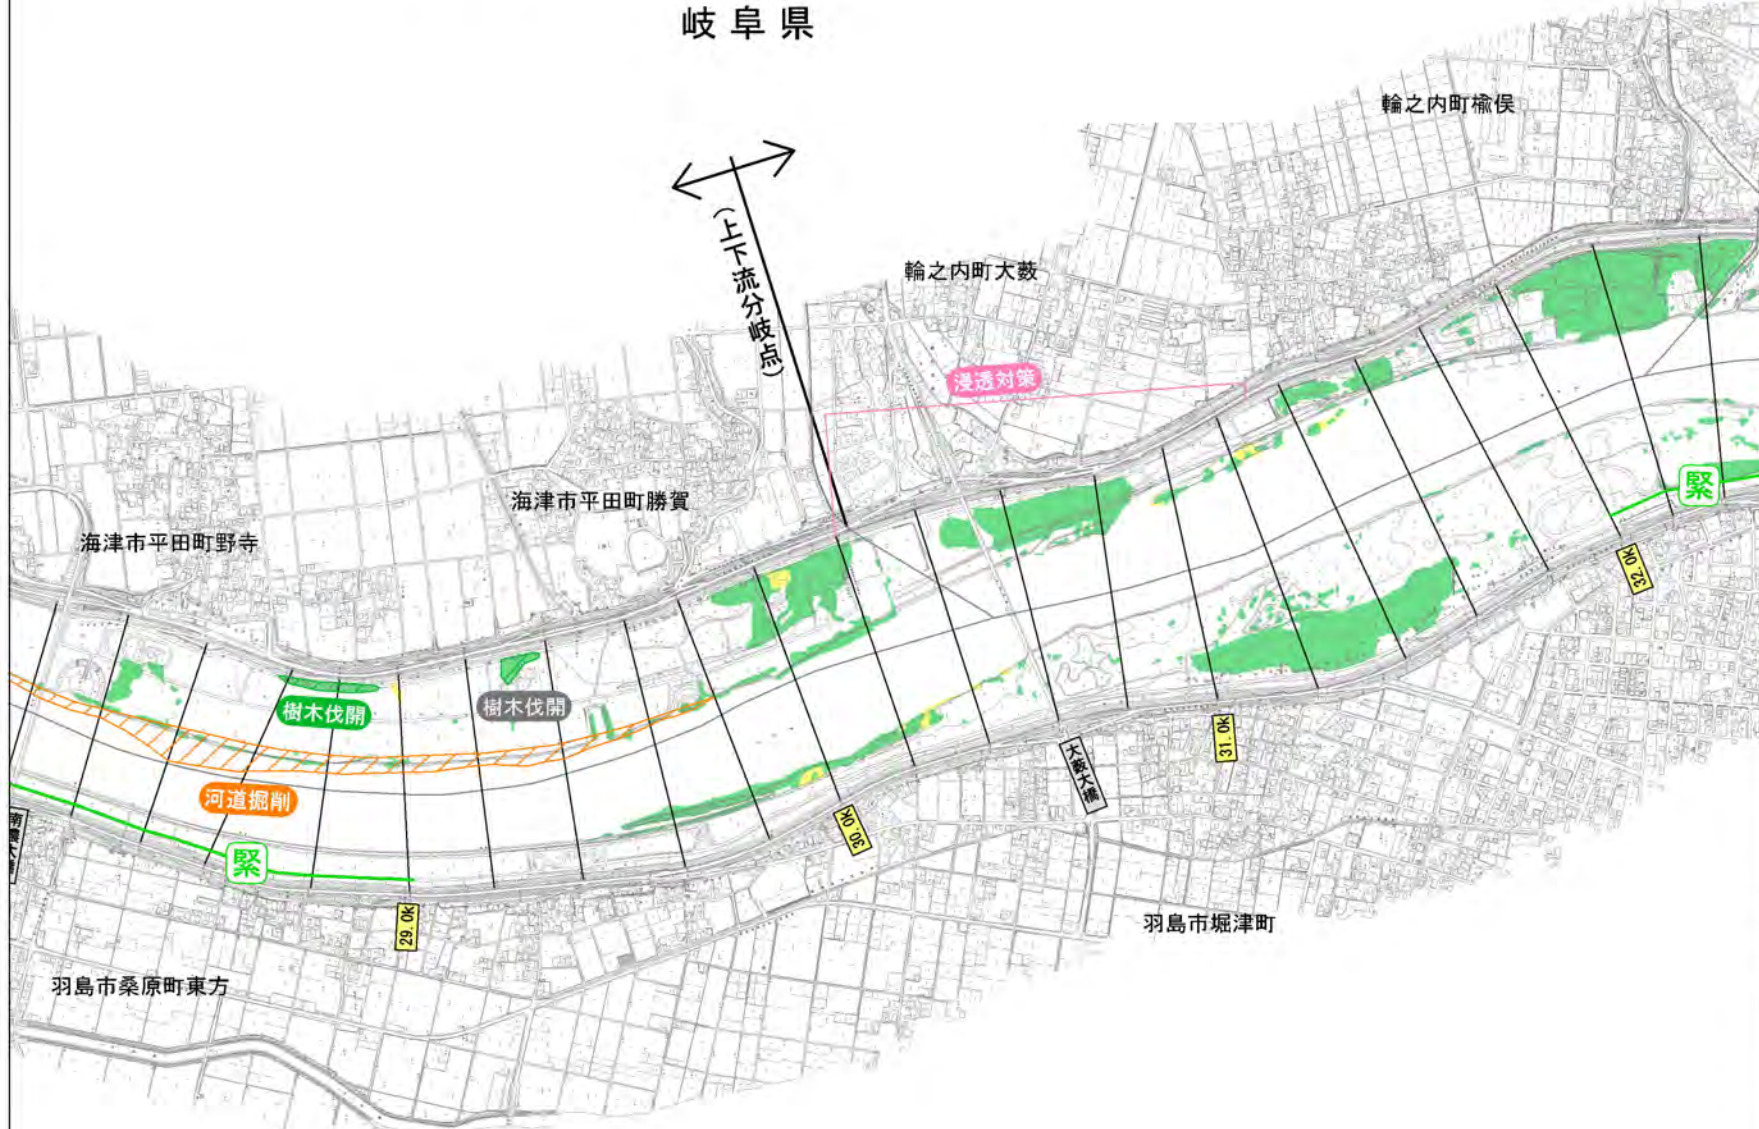 岐阜県
輪之内町楡俣
(上下流分岐点)
輪之内町大薮
浸透対策
海津市平田町勝賀
海津市平田町野寺
緊
32.0K
樹木伐開
樹木伐開
河道掘削
31.0K
大薮大橋
30.0K
南濃大橋
緊
29.0K
羽島市堀津町
羽島市桑原町東方